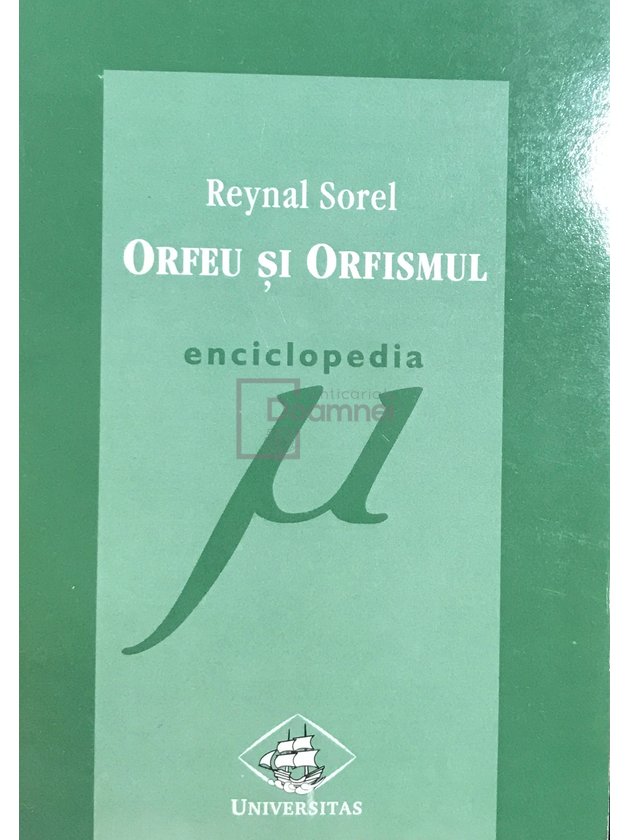 Reynal Sorel
ORFEU ȘI ORFISMUL
enciclopedia
µ
UNIVERSITAS